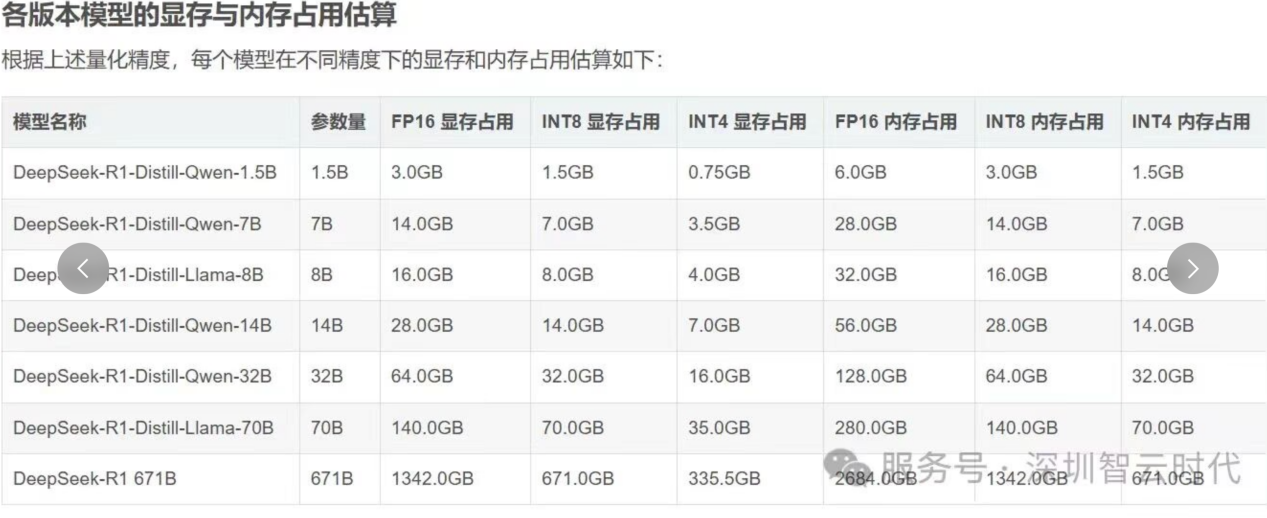 各版本模型的显存与内存占用估算
根据上述量化精度，每个模型在不同精度下的显存和内存占用估算如下：
模型名称 参数量 FP16 显存占用 INT8 显存占用 INT4 显存占用 FP16 内存占用 INT8 内存占用 INT4 内存占用
DeepSeek-R1-Distill-Qwen-1.5B 1.5B 3.0GB 1.5GB 0.75GB 6.0GB 3.0GB 1.5GB
DeepSeek-R1-Distill-Qwen-7B 7B 14.0GB 7.0GB 3.5GB 28.0GB 14.0GB 7.0GB
Deep R1-Distill-Llama-8B 8B 16.0GB 8.0GB 4.0GB 32.0GB 16.0GB 8.0G
DeepSeek-R1-Distill-Qwen-14B 14B 28.0GB 14.0GB 7.0GB 56.0GB 28.0GB 14.0GB
DeepSeek-R1-Distill-Qwen-32B 32B 64.0GB 32.0GB 16.0GB 128.0GB 64.0GB 32.0GB
DeepSeek-R1-Distill-Llama-70B 70B 140.0GB 70.0GB 35.0GB 280.0GB 140.0GB 70.0GB
DeepSeek-R1 671B 671B 1342.0GB 671.0GB 335.5GB 2684.0GB 1342.0GB 671.0GB
服务号 · 深圳智云时代